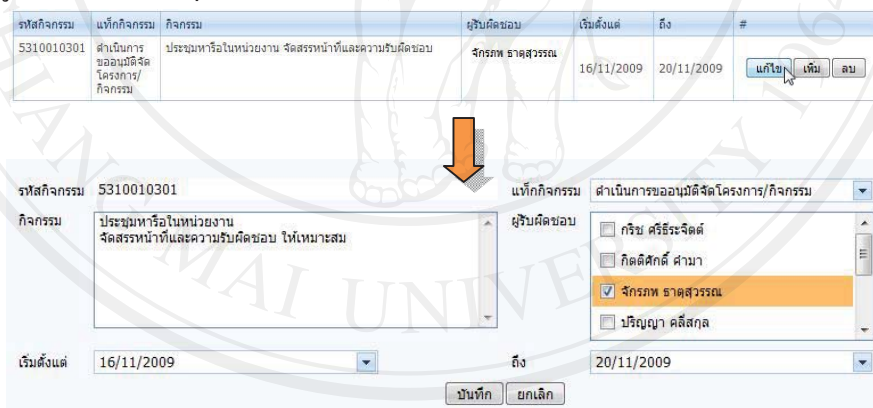 รหัสกิจกรรม แท็กกิจกรรม กิจกรรม ผู้รับผิดชอบ เริ่มตั้งแต่ ถึง #
5310010301 ดำเนินการ ประชุมหารือในหน่วยงาน จัดสรรหน้าที่และความรับผิดชอบ จักรภพ ธาตุสุวรรณ 16/11/2009 20/11/2009 แก้ไข เพิ่ม ลบ
ขออนุมัติจัด
โครงการ/
กิจกรรม
รหัสกิจกรรม 5310010301 แท็กกิจกรรม ดำเนินการขออนุมัติจัดโครงการ/กิจกรรม
กิจกรรม ประชุมหารือในหน่วยงาน ผู้รับผิดชอบ กริช ศรีธีระจิตต์
จัดสรรหน้าที่และความรับผิดชอบ ให้เหมาะสม
กิตติศักดิ์ ศามา
จักรภพ ธาตุสุวรรณ
ปริญญา คลี่สกุล
เริ่มตั้งแต่ 16/11/2009 ถึง 20/11/2009
บันทึก ยกเลิก